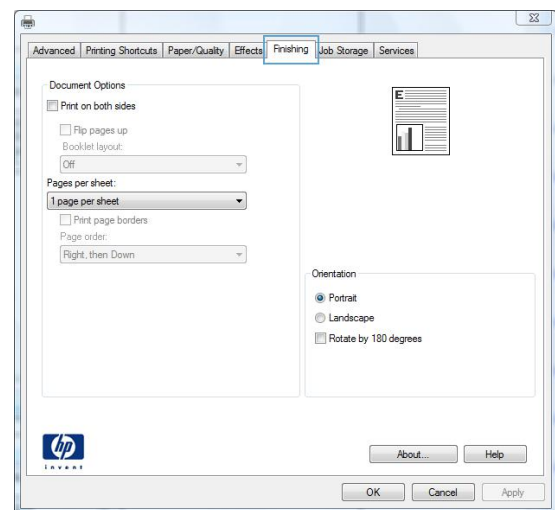 Advanced Printing Shortcuts Paper/Quality Effects Finishing Job Storage Services
Document Options
Print on both sides
Flip pages up
Booklet layout:
Off
Pages per sheet:
1 page per sheet
Print page borders
Page order:
Right, then Down
E
Orientation
Portrait
Landscape
Rotate by 180 degrees
hp
invent
About... Help
OK Cancel Apply